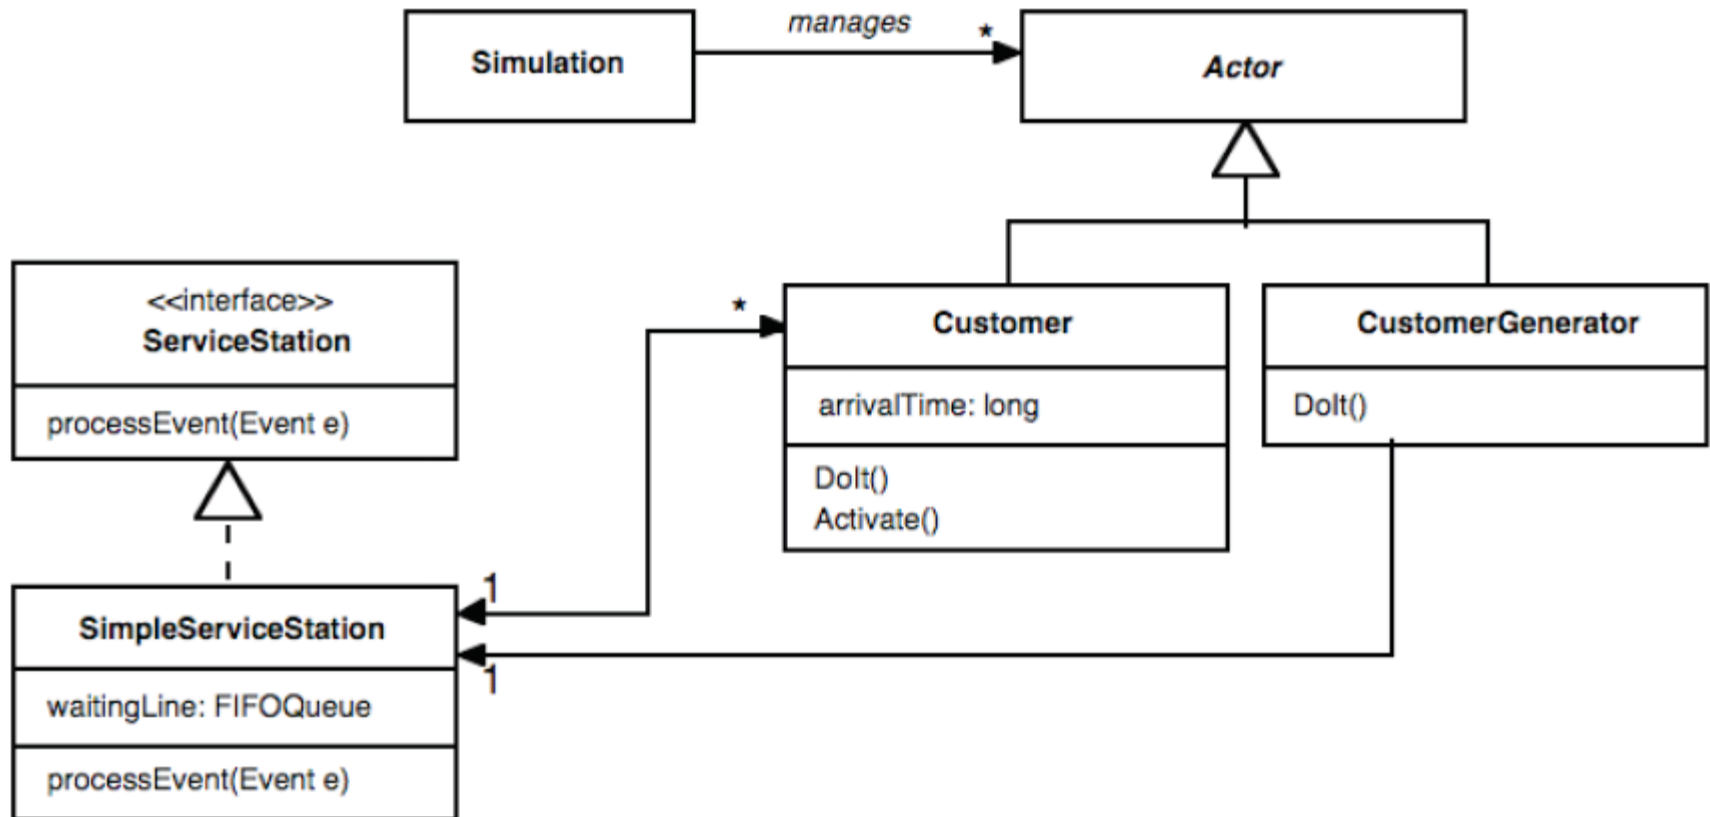 manages
*
Simulation
Actor
<<interface>>
ServiceStation
processEvent(Event e)
*
Customer
arrivalTime: long
DoIt()
Activate()
CustomerGenerator
DoIt()
1
1
SimpleServiceStation
waitingLine: FIFOQueue
processEvent(Event e)